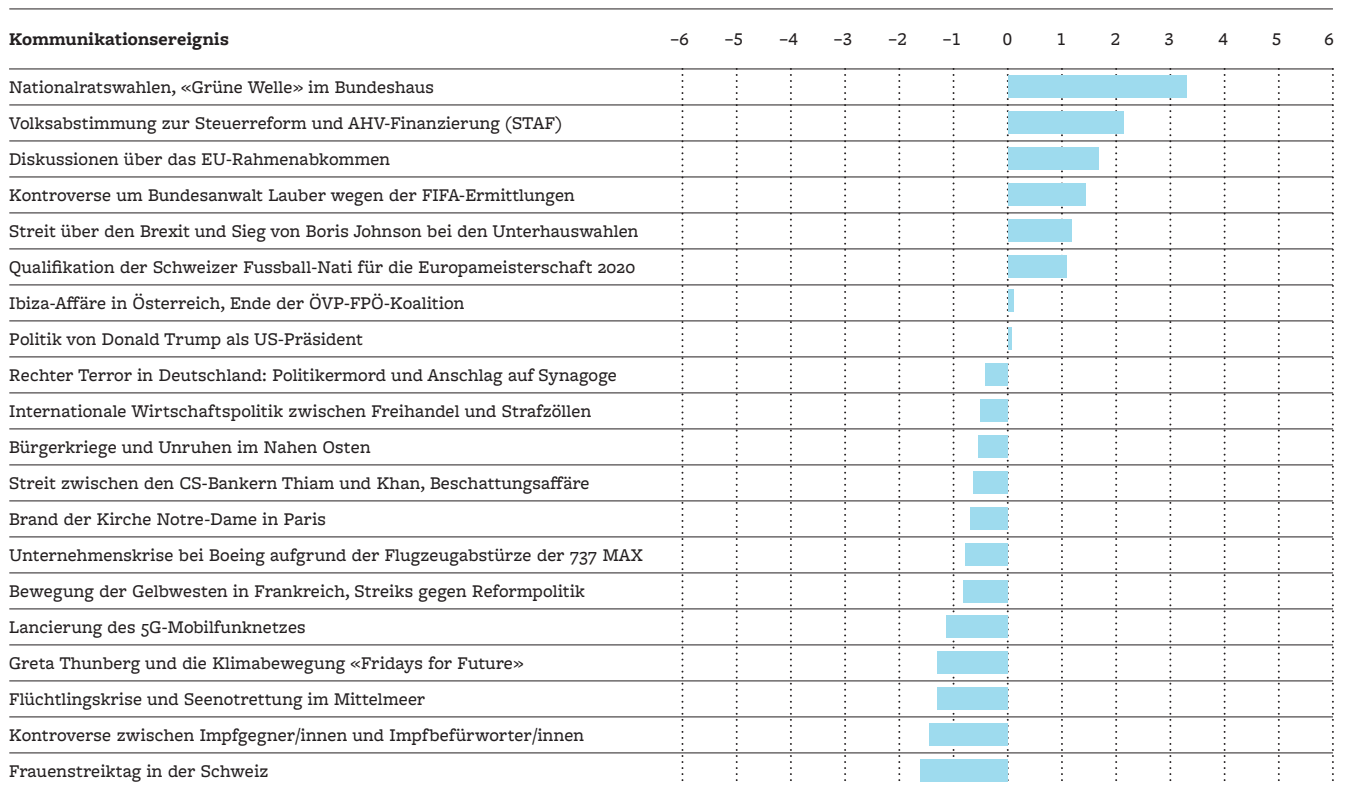 Kommunikationsereignis −6 −5 −4 −3 −2 −1 0 1 2 3 4 5 6
Nationalratswahlen, «Grüne Welle» im Bundeshaus
Volksabstimmung zur Steuerreform und AHV-Finanzierung (STAF)
Diskussionen über das EU-Rahmenabkommen
Kontroverse um Bundesanwalt Lauber wegen der FIFA-Ermittlungen
Streit über den Brexit und Sieg von Boris Johnson bei den Unterhauswahlen
Qualifikation der Schweizer Fussball-Nati für die Europameisterschaft 2020
Ibiza-Affäre in Österreich, Ende der ÖVP-FPÖ-Koalition
Politik von Donald Trump als US-Präsident
Rechter Terror in Deutschland: Politikermord und Anschlag auf Synagoge
Internationale Wirtschaftspolitik zwischen Freihandel und Strafzöllen
Bürgerkriege und Unruhen im Nahen Osten
Streit zwischen den CS-Bankern Thiam und Khan, Beschattungsaffäre
Brand der Kirche Notre-Dame in Paris
Unternehmenskrise bei Boeing aufgrund der Flugzeugabstürze der 737 MAX
Bewegung der Gelbwesten in Frankreich, Streiks gegen Reformpolitik
Lancierung des 5G-Mobilfunknetzes
Greta Thunberg und die Klimabewegung «Fridays for Future»
Flüchtlingskrise und Seenotrettung im Mittelmeer
Kontroverse zwischen Impfgegner/innen und Impfbefürworter/innen
Frauenstreiktag in der Schweiz